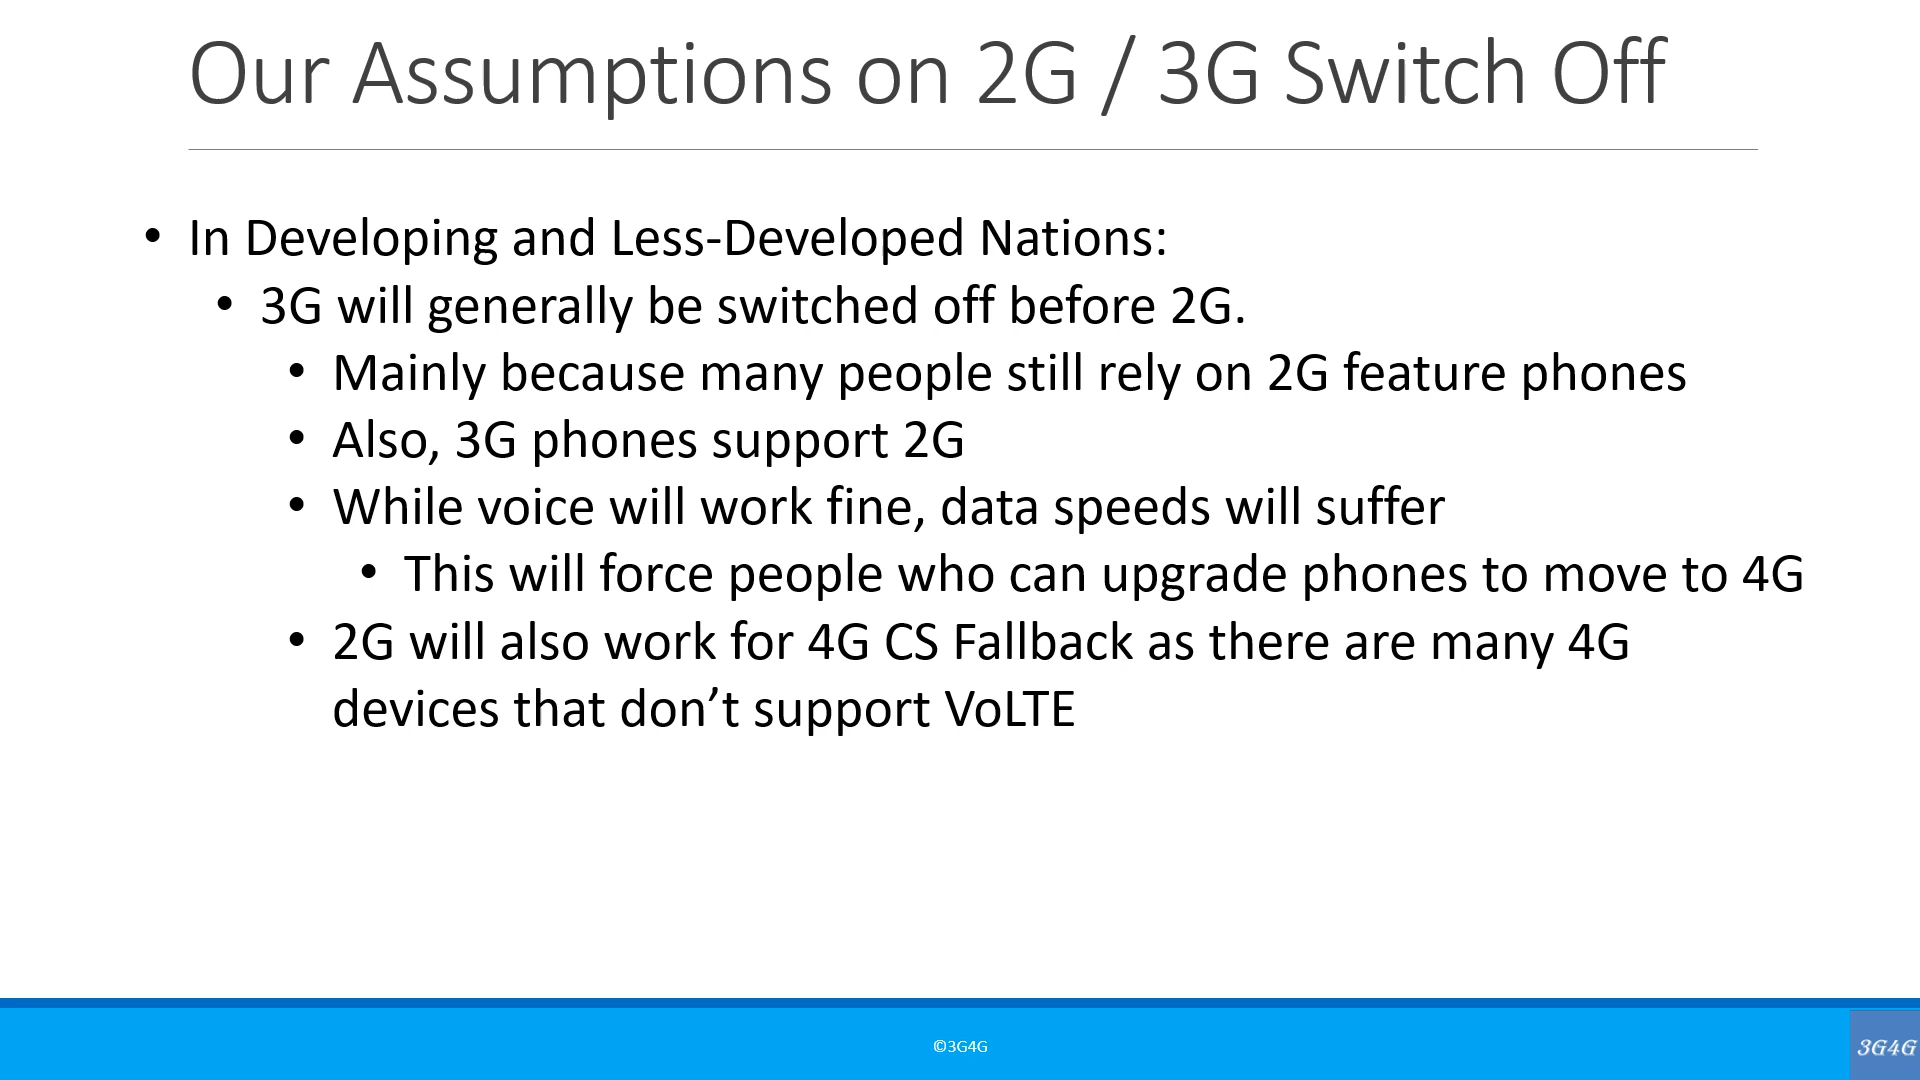 Our Assumptions on 2G / 3G Switch Off
• In Developing and Less-Developed Nations:
• 3G will generally be switched off before 2G.
• Mainly because many people still rely on 2G feature phones
• Also, 3G phones support 2G
• While voice will work fine, data speeds will suffer
• This will force people who can upgrade phones to move to 4G
• 2G will also work for 4G CS Fallback as there are many 4G
devices that don’t support VoLTE
©3G4G
3G4G